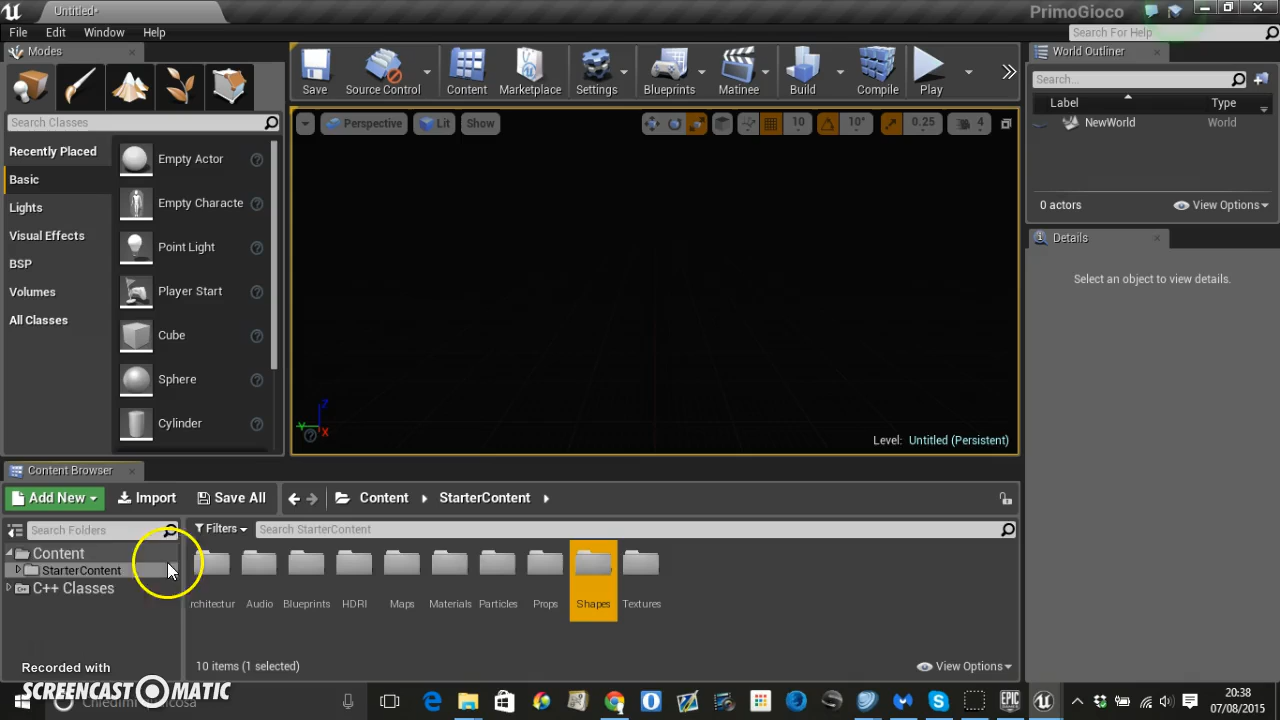 Untitled•
PrimoGioco
File Edit Window Help
Search For Help
Modes
Search Classes
Recently Placed
Basic
Lights
Visual Effects
BSP
Volumes
All Classes
Empty Actor
Empty Characte
Point Light
Player Start
Cube
Sphere
Cylinder
Save
Source Control
Content
Marketplace
Settings
Blueprints
Matinee
Build
Compile
Play
Perspective Lit Show
10 10° 0.25 4
Z
Y X
Level: Untitled (Persistent)
World Outliner
Search...
Label Type
NewWorld World
0 actors View Options
Details
Select an object to view details.
Content Browser
Add New Import Save All Content StarterContent
Search Folders
Filters Search StarterContent
Content
StarterContent
C++ Classes
rchitectur Audio Blueprints HDRI Maps Materials Particles Props Shapes Textures
10 items (1 selected) View Options
Recorded with
SCREENCAST MATIC
EPIC GAMES
20:38
07/08/2015